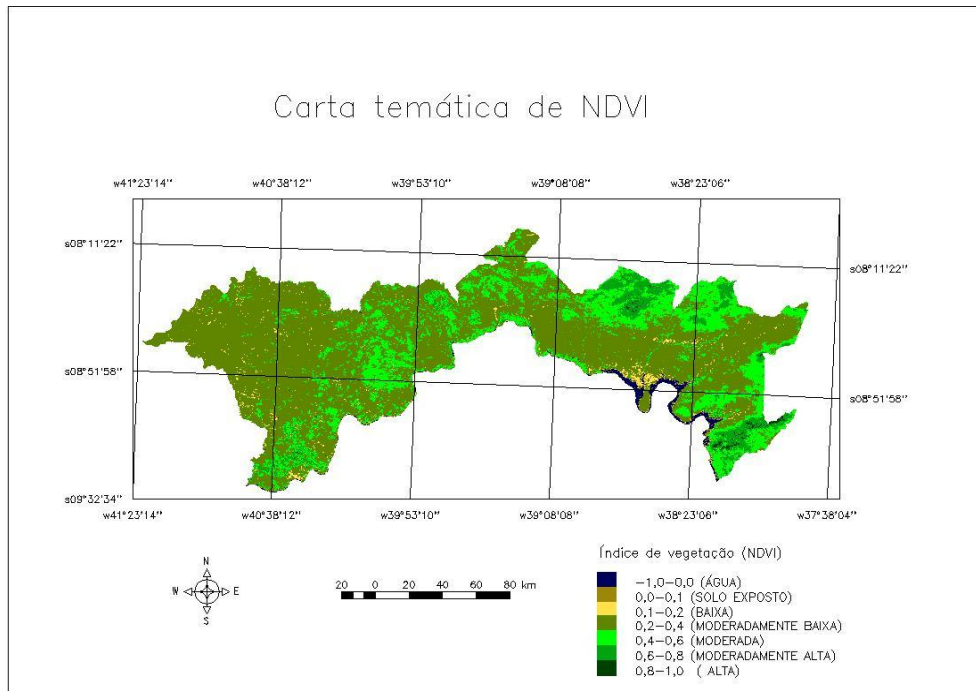 Carta temática de NDVI
w41°23'14'' w40°38'12'' w39°53'10'' w39°08'08'' w38°23'06''
s08°11'22'' s08°11'22''
s08°51'58'' s08°51'58''
s09°32'34''
w41°23'14'' w40°38'12'' w39°53'10'' w39°08'08'' w38°23'06'' w37°38'04''
Índice de vegetação (NDVI)
-1,0-0,0 (ÁGUA)
0,0-0,1 (SOLO EXPOSTO)
0,1-0,2 (BAIXA)
0,2-0,4 (MODERADAMENTE BAIXA)
0,4-0,6 (MODERADA)
0,6-0,8 (MODERADAMENTE ALTA)
0,8-1,0 ( ALTA)
N
W E
S
20 0 20 40 60 80 km